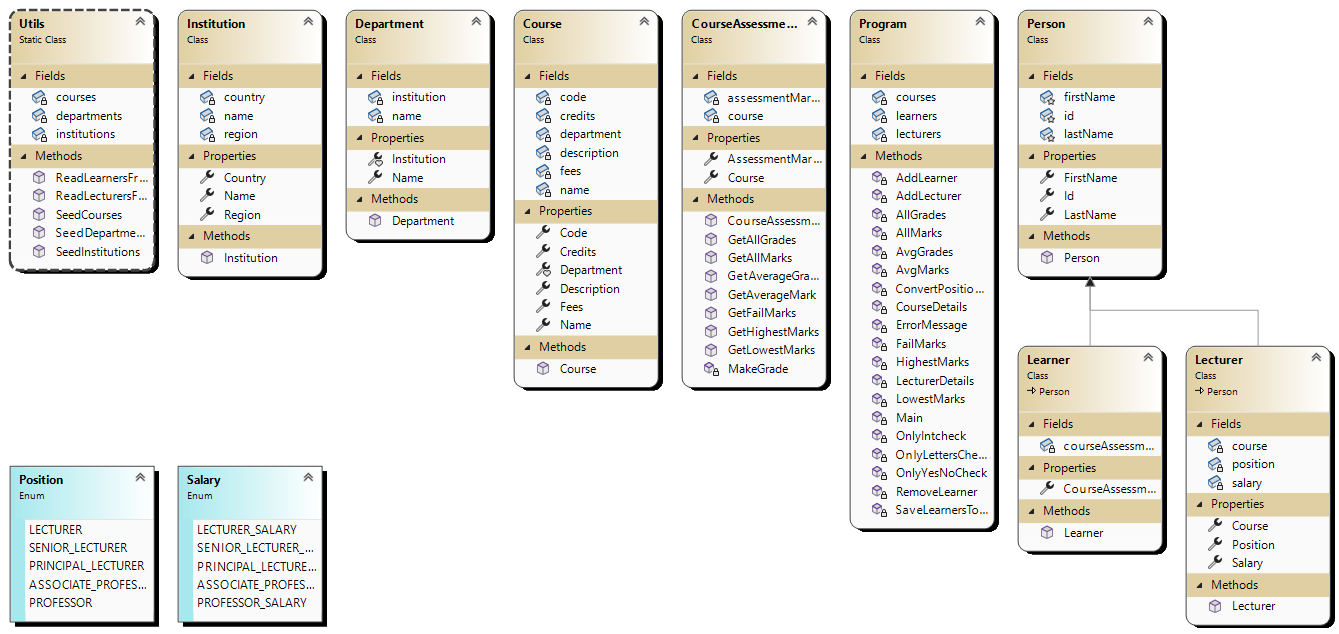 Utils
Static Class
Fields
courses
departments
institutions
Methods
ReadLearnersFr...
ReadLecturersF...
SeedCourses
SeedDepartme...
SeedInstitutions
Institution
Class
Fields
country
name
region
Properties
Country
Name
Region
Methods
Institution
Department
Class
Fields
institution
name
Properties
Institution
Name
Methods
Department
Course
Class
Fields
code
credits
department
description
fees
name
Properties
Code
Credits
Department
Description
Fees
Name
Methods
Course
CourseAssessme...
Class
Fields
assessmentMar...
course
Properties
AssessmentMar...
Course
Methods
CourseAssessm...
GetAllGrades
GetAllMarks
GetAverageGra...
GetAverageMark
GetFailMarks
GetHighestMarks
GetLowestMarks
MakeGrade
Program
Class
Fields
courses
learners
lecturers
Methods
AddLearner
AddLecturer
AllGrades
AllMarks
AvgGrades
AvgMarks
ConvertPositio...
CourseDetails
ErrorMessage
FailMarks
HighestMarks
LecturerDetails
LowestMarks
Main
OnlyIntcheck
OnlyLettersChe...
OnlyYesNoCheck
RemoveLearner
SaveLearnersTo...
Person
Class
Fields
firstName
id
lastName
Properties
FirstName
Id
LastName
Methods
Person
Learner
Class
Person
Fields
courseAssessm...
Properties
CourseAssessm...
Methods
Learner
Lecturer
Class
Person
Fields
course
position
salary
Properties
Course
Position
Salary
Methods
Lecturer
Position
Enum
LECTURER
SENIOR_LECTURER
PRINCIPAL_LECTURER
ASSOCIATE_PROFES...
PROFESSOR
Salary
Enum
LECTURER_SALARY
SENIOR_LECTURER_...
PRINCIPAL_LECTURE...
ASSOCIATE_PROFES...
PROFESSOR_SALARY